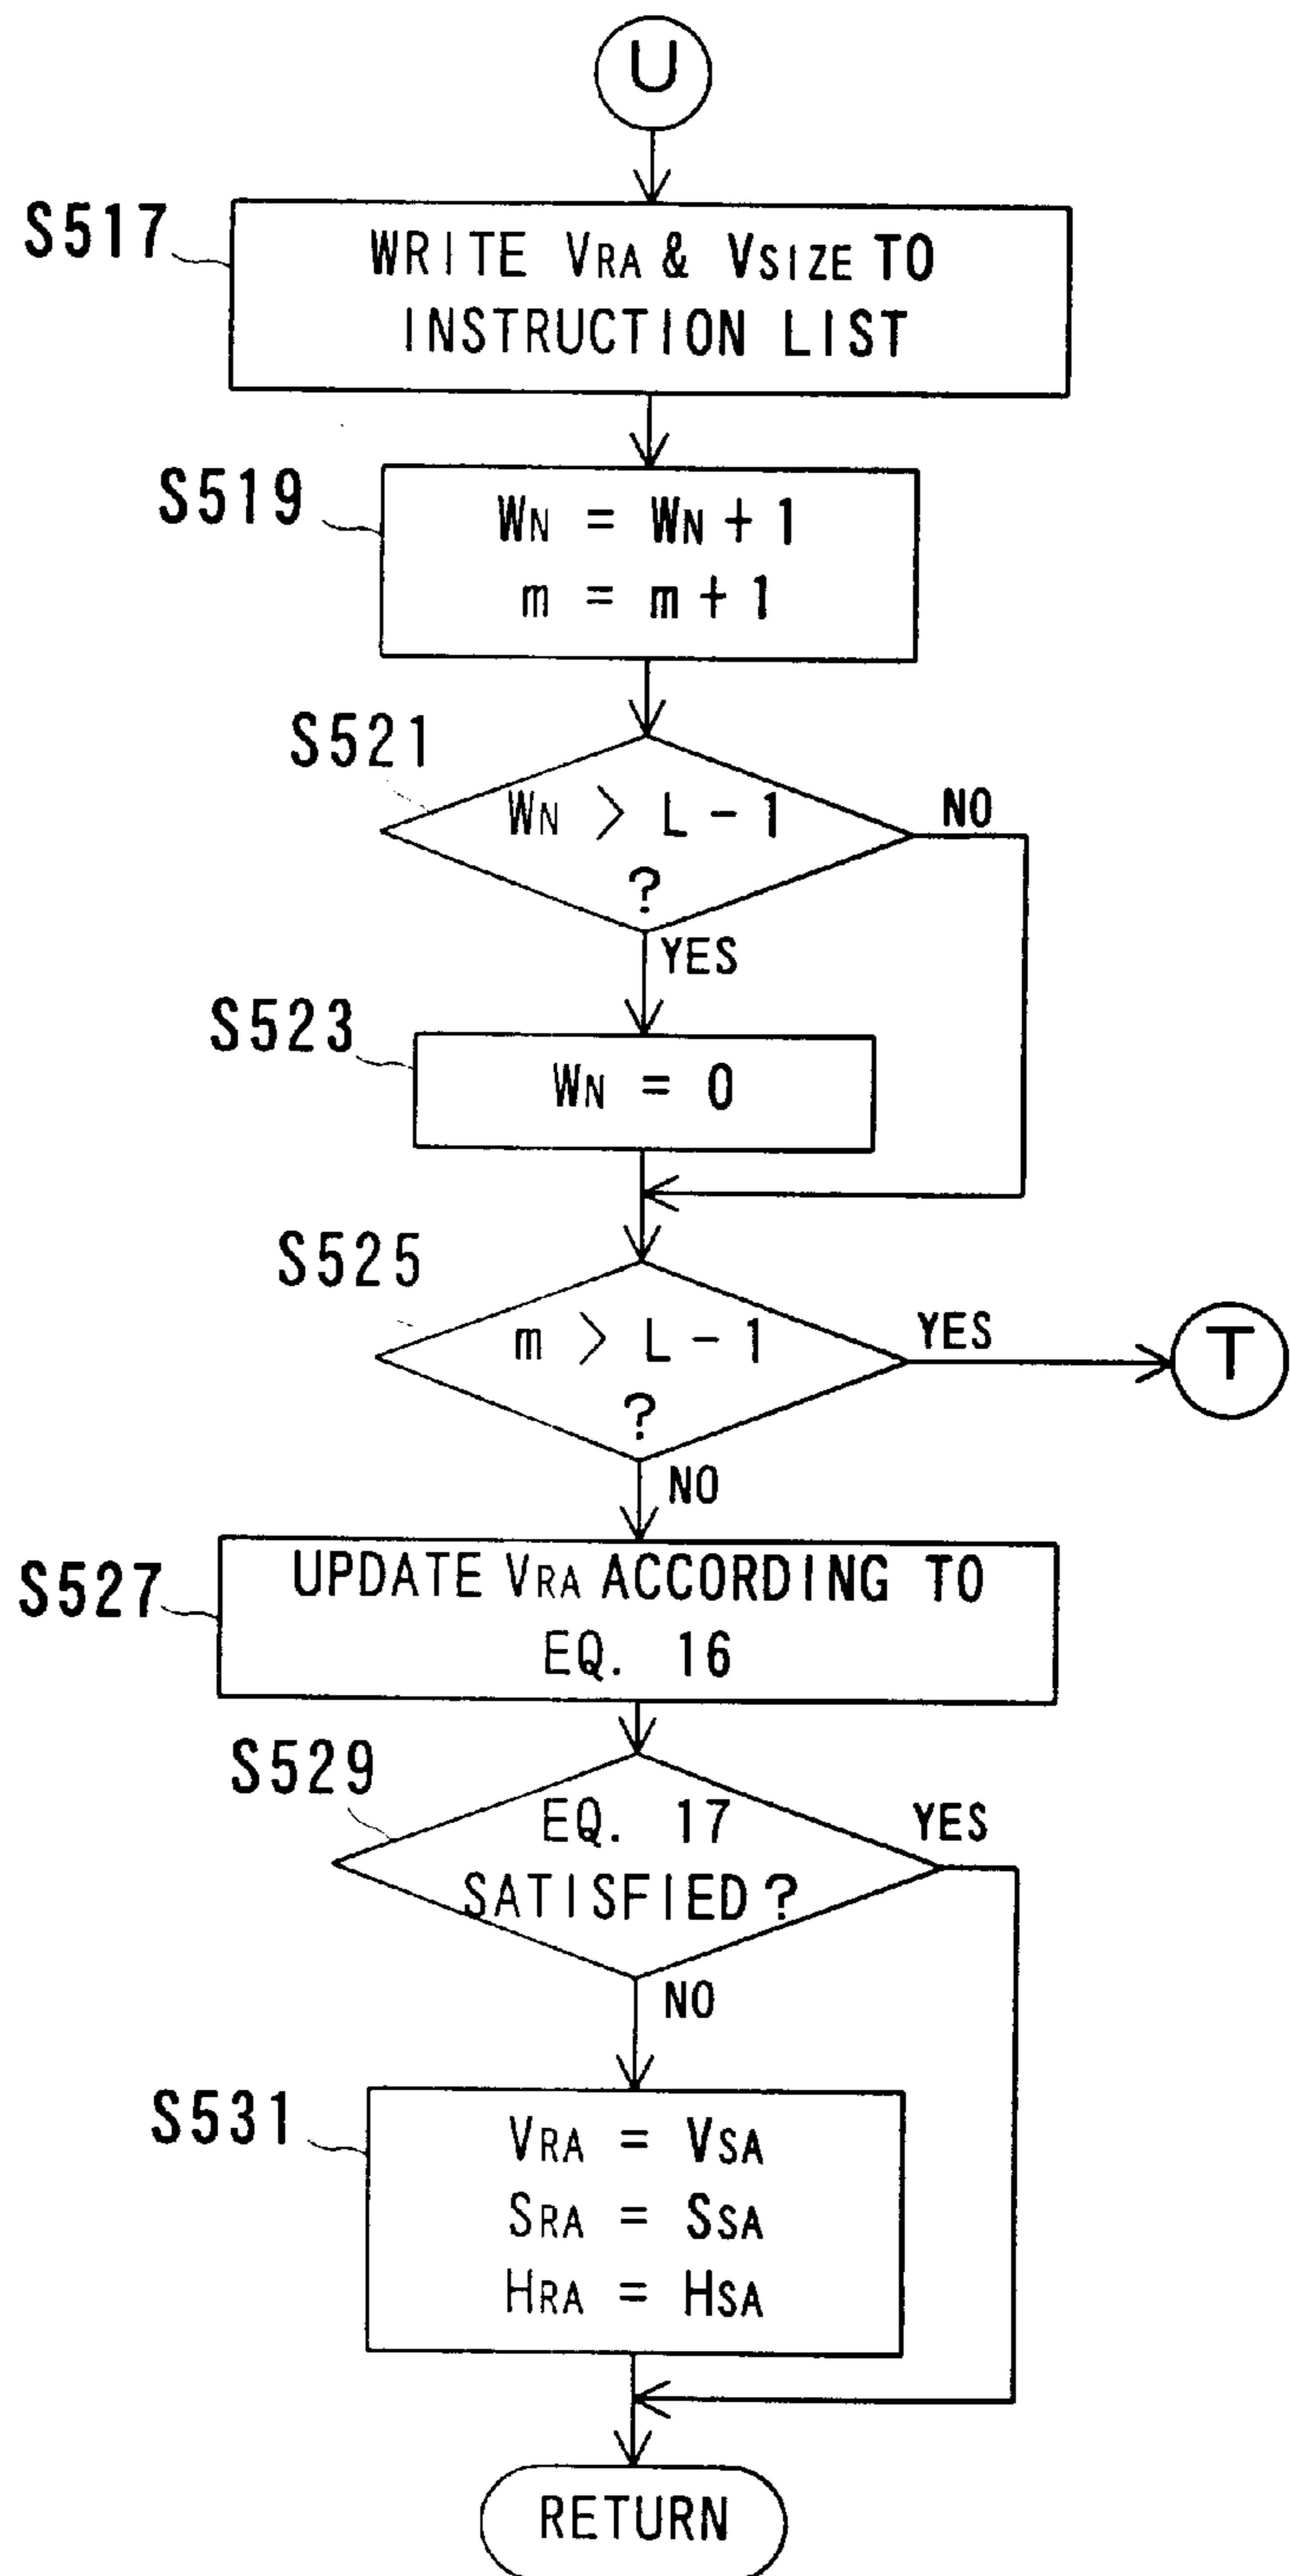 U
S517
WRITE VRA & VSIZE TO
INSTRUCTION LIST
S519
WN = WN + 1
m = m + 1
S521
WN > L - 1
?
NO
YES
S523
WN = 0
S525
m > L - 1
?
YES
T
NO
S527
UPDATE VRA ACCORDING TO
EQ. 16
S529
EQ. 17
SATISFIED?
YES
NO
S531
VRA = VSA
SRA = SSA
HRA = HSA
RETURN